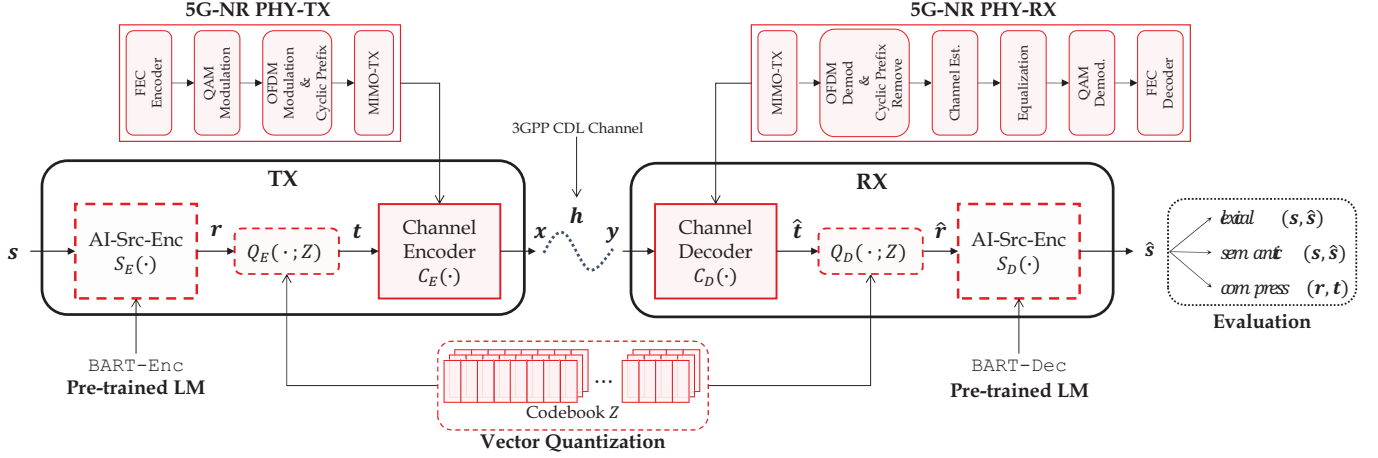 5G-NR PHY-TX
FEC
Encoder
QAM
Modulation
OFDM
Modulation
&
Cyclic Prefix
MIMO-TX
5G-NR PHY-RX
MIMO-TX
OFDM
Demod
&
Cyclic Prefix
Remove
Channel Est.
Equalization
QAM
Demod.
FEC
Decoder
3GPP CDL Channel
TX
s
AI-Src-Enc
S_E(·)
r
Q_E(·; Z)
t
Channel
Encoder
C_E(·)
x
h
y
RX
Channel
Decoder
C_D(·)
t̂
Q_D(·; Z)
r̂
AI-Src-Enc
S_D(·)
ŝ
lexical (s, ŝ)
semantic (s, ŝ)
compress (r, t)
Evaluation
BART-Enc
Pre-trained LM
...
Codebook Z
Vector Quantization
BART-Dec
Pre-trained LM